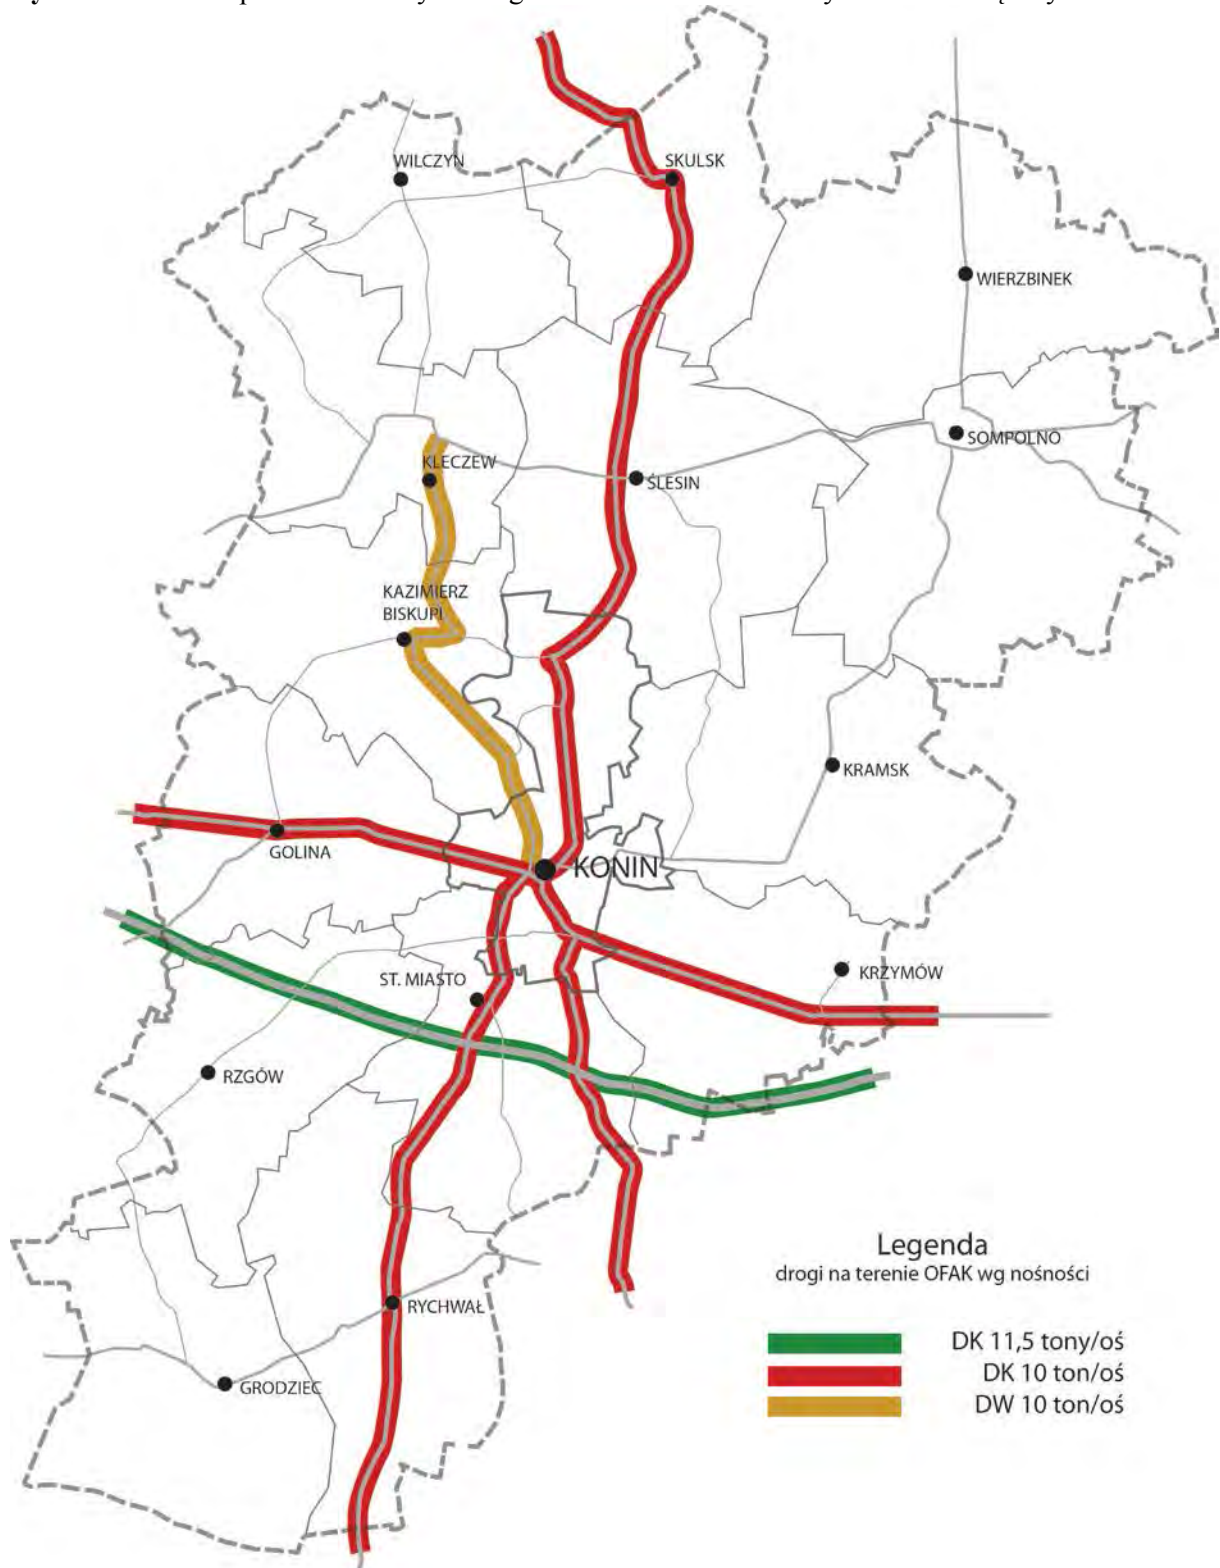 WILCZYN
SKULSK
WIERZBINEK
SOMPOLNO
KLECZEW
ŚLESIN
KAZIMIERZ
BISKUPI
KRAMSK
GOLINA
KONIN
KRZYMÓW
ST. MIASTO
RZGÓW
RYCHWAŁ
GRODZIEC
Legenda
drogi na terenie OFAK wg nośności
DK 11,5 tony/oś
DK 10 ton/oś
DW 10 ton/oś